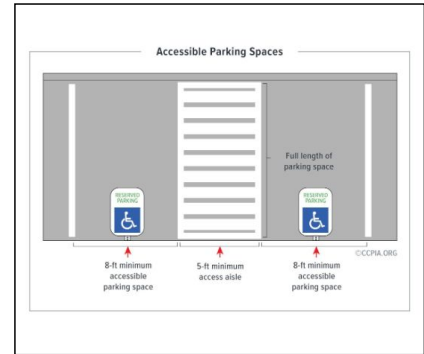 Accessible Parking Spaces
Full length of
parking space
RESERVED
PARKING
RESERVED
PARKING
©CCPIA.ORG
8-ft minimum
accessible
parking space
5-ft minimum
access aisle
8-ft minimum
accessible
parking space